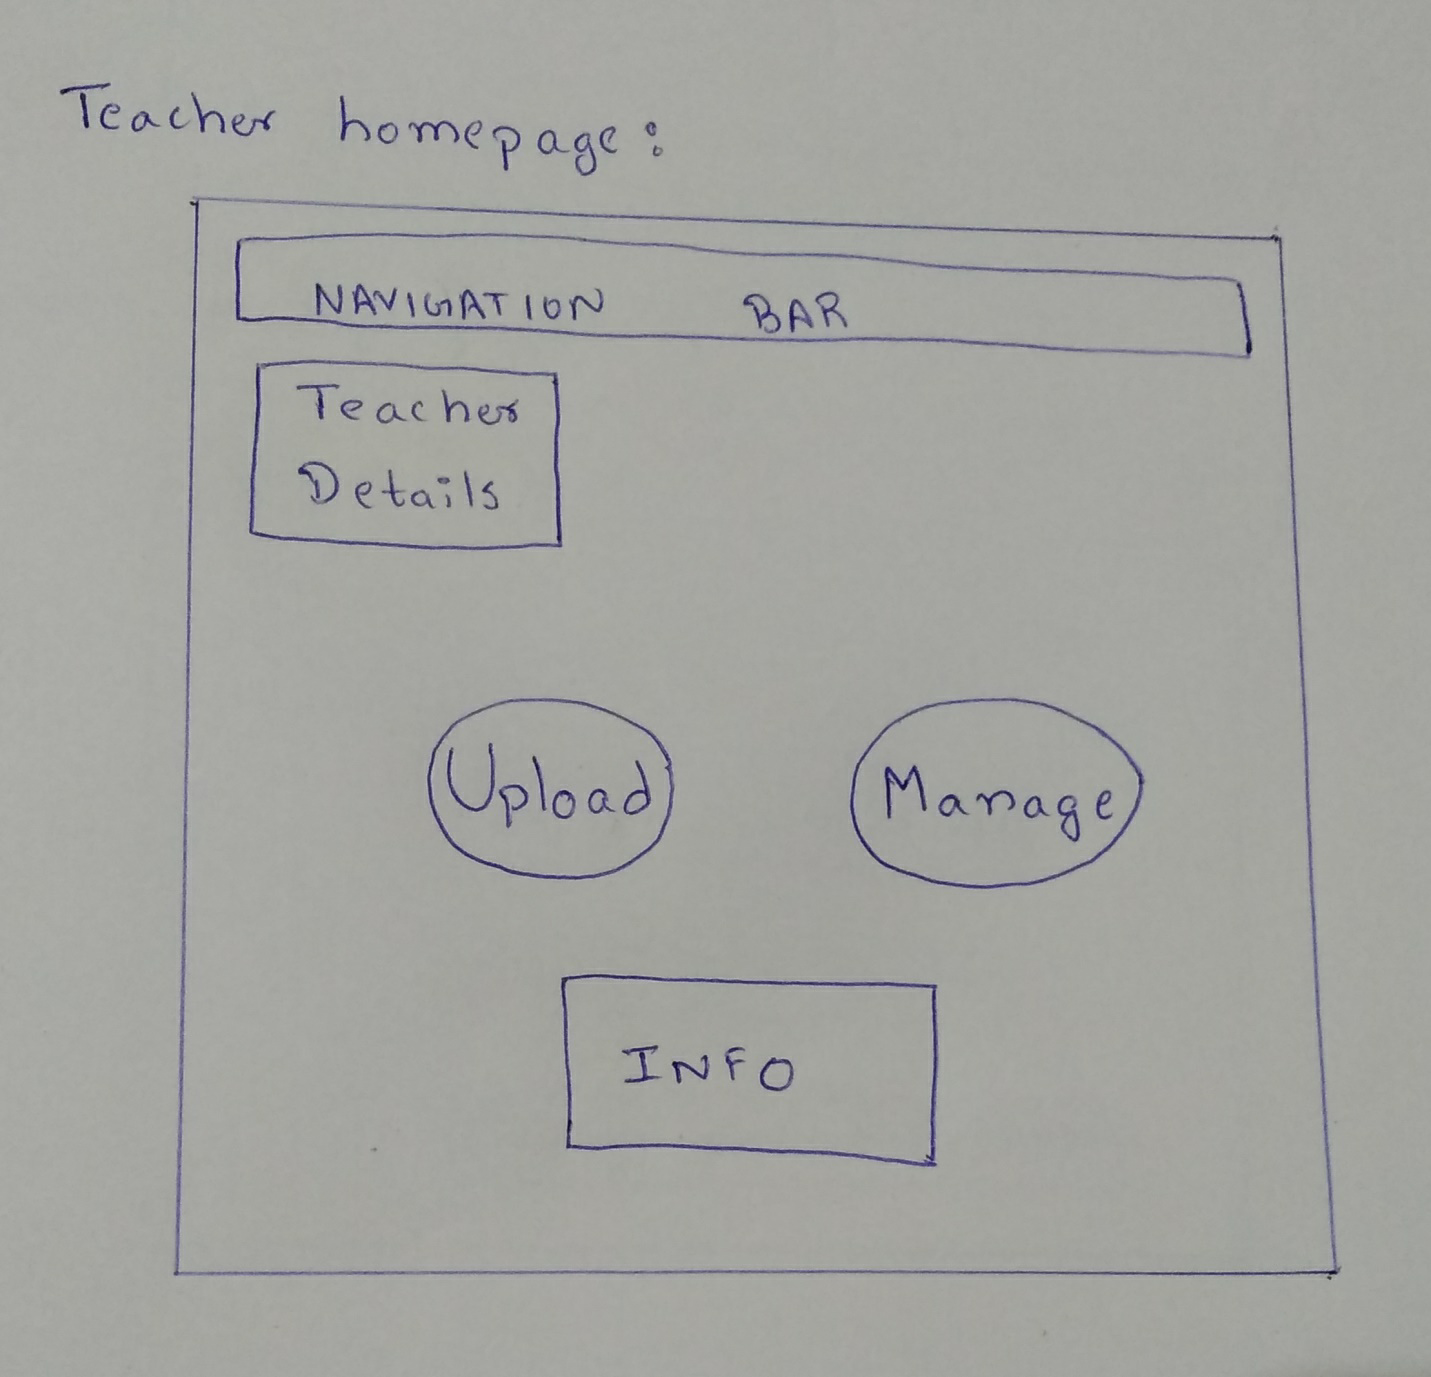 Teacher homepage:
NAVIGATION BAR
Teacher
Details
Upload Manage
INFO